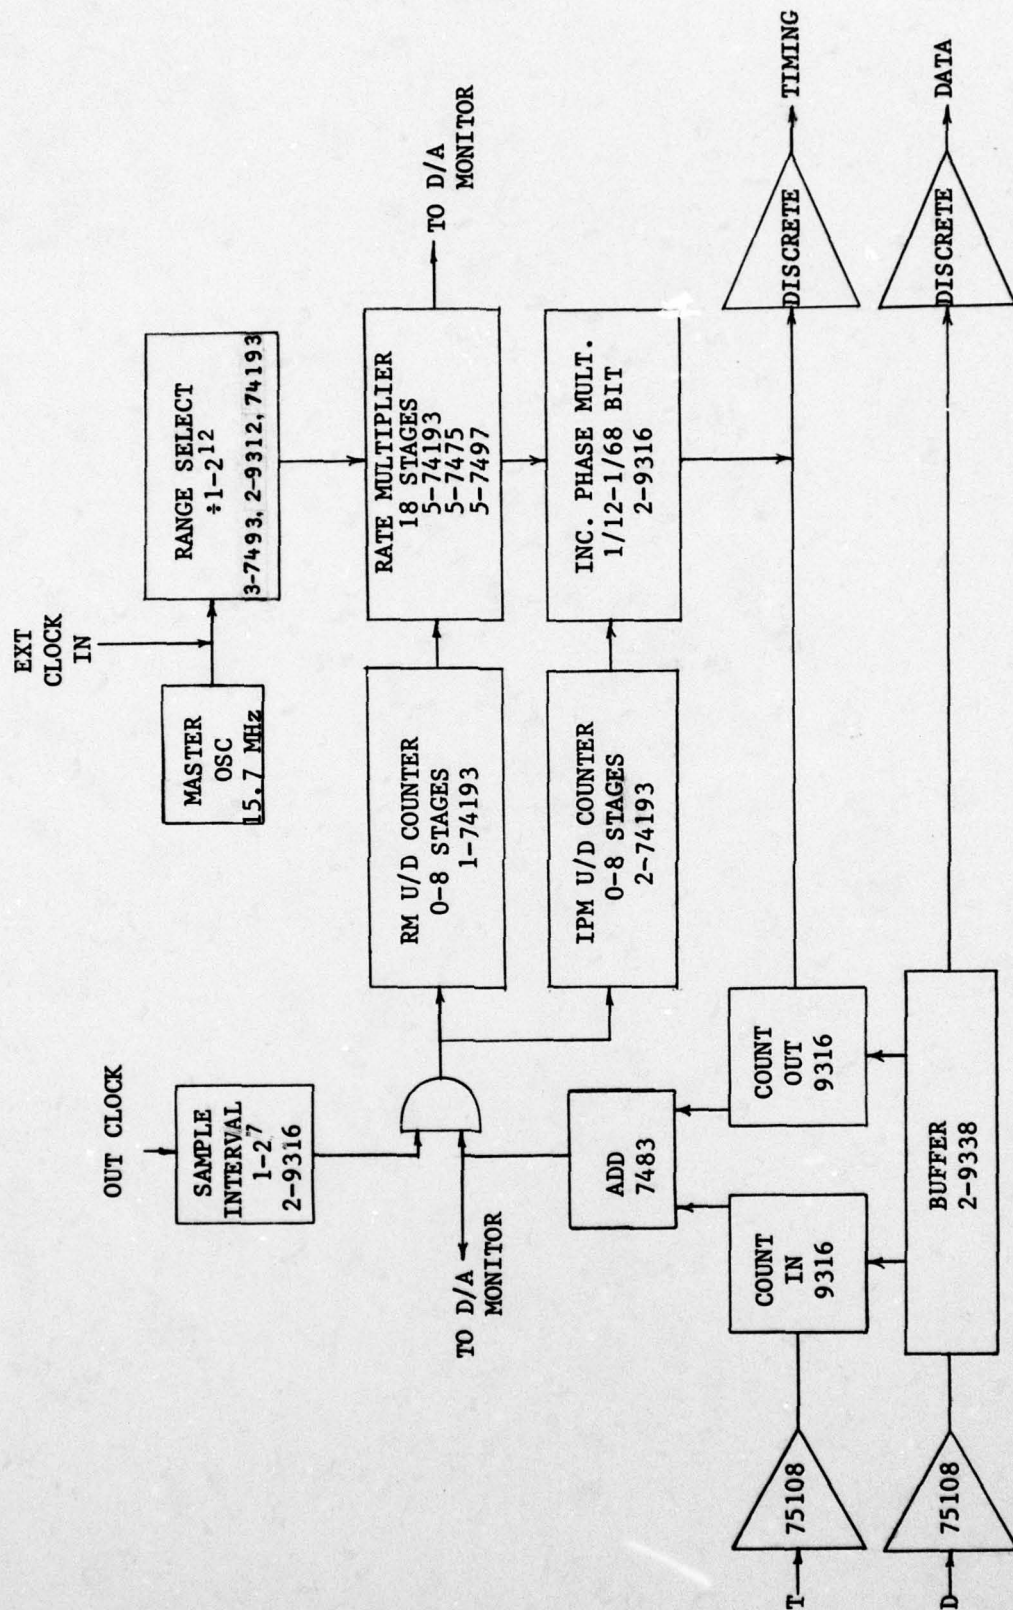 EXT
CLOCK
IN
MASTER
OSC
15.7 MHz
RANGE SELECT
÷1-2¹²
3-7493, 2-9312, 74193
OUT CLOCK
SAMPLE
INTERVAL
1-2⁷
2-9316
RM U/D COUNTER
0-8 STAGES
1-74193
RATE MULTIPLIER
18 STAGES
5-74193
5-7475
5-7497
TO D/A
MONITOR
TO D/A
MONITOR
IPM U/D COUNTER
0-8 STAGES
2-74193
INC. PHASE MULT.
1/12-1/68 BIT
2-9316
ADD
7483
T
75108
COUNT
IN
9316
COUNT
OUT
9316
DISCRETE
TIMING
D
75108
BUFFER
2-9338
DISCRETE
DATA